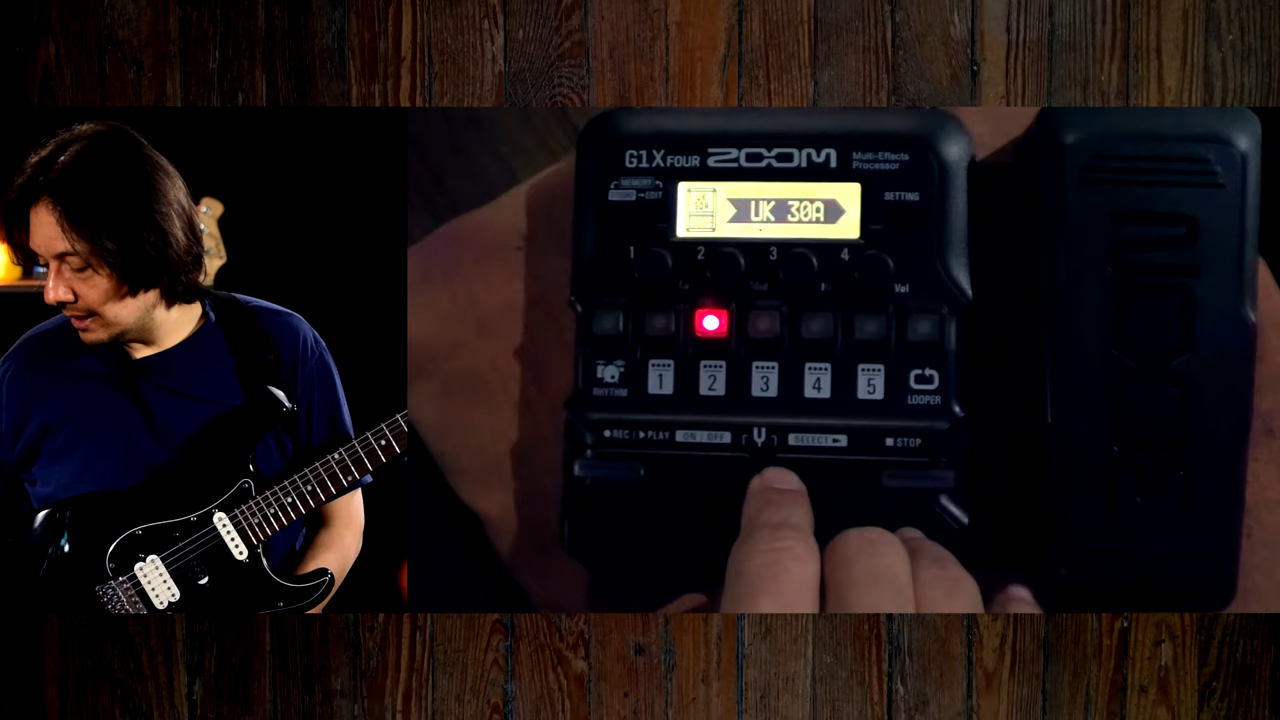 G1X FOUR ZOOM Multi-Effects
Processor
MEMORY
EDIT
SETTING
UK 30A
1 2 3 4
Vol
RHYTHM 1 2 3 4 5 LOOPER
REC / PLAY ON / OFF SELECT STOP
ZOOM